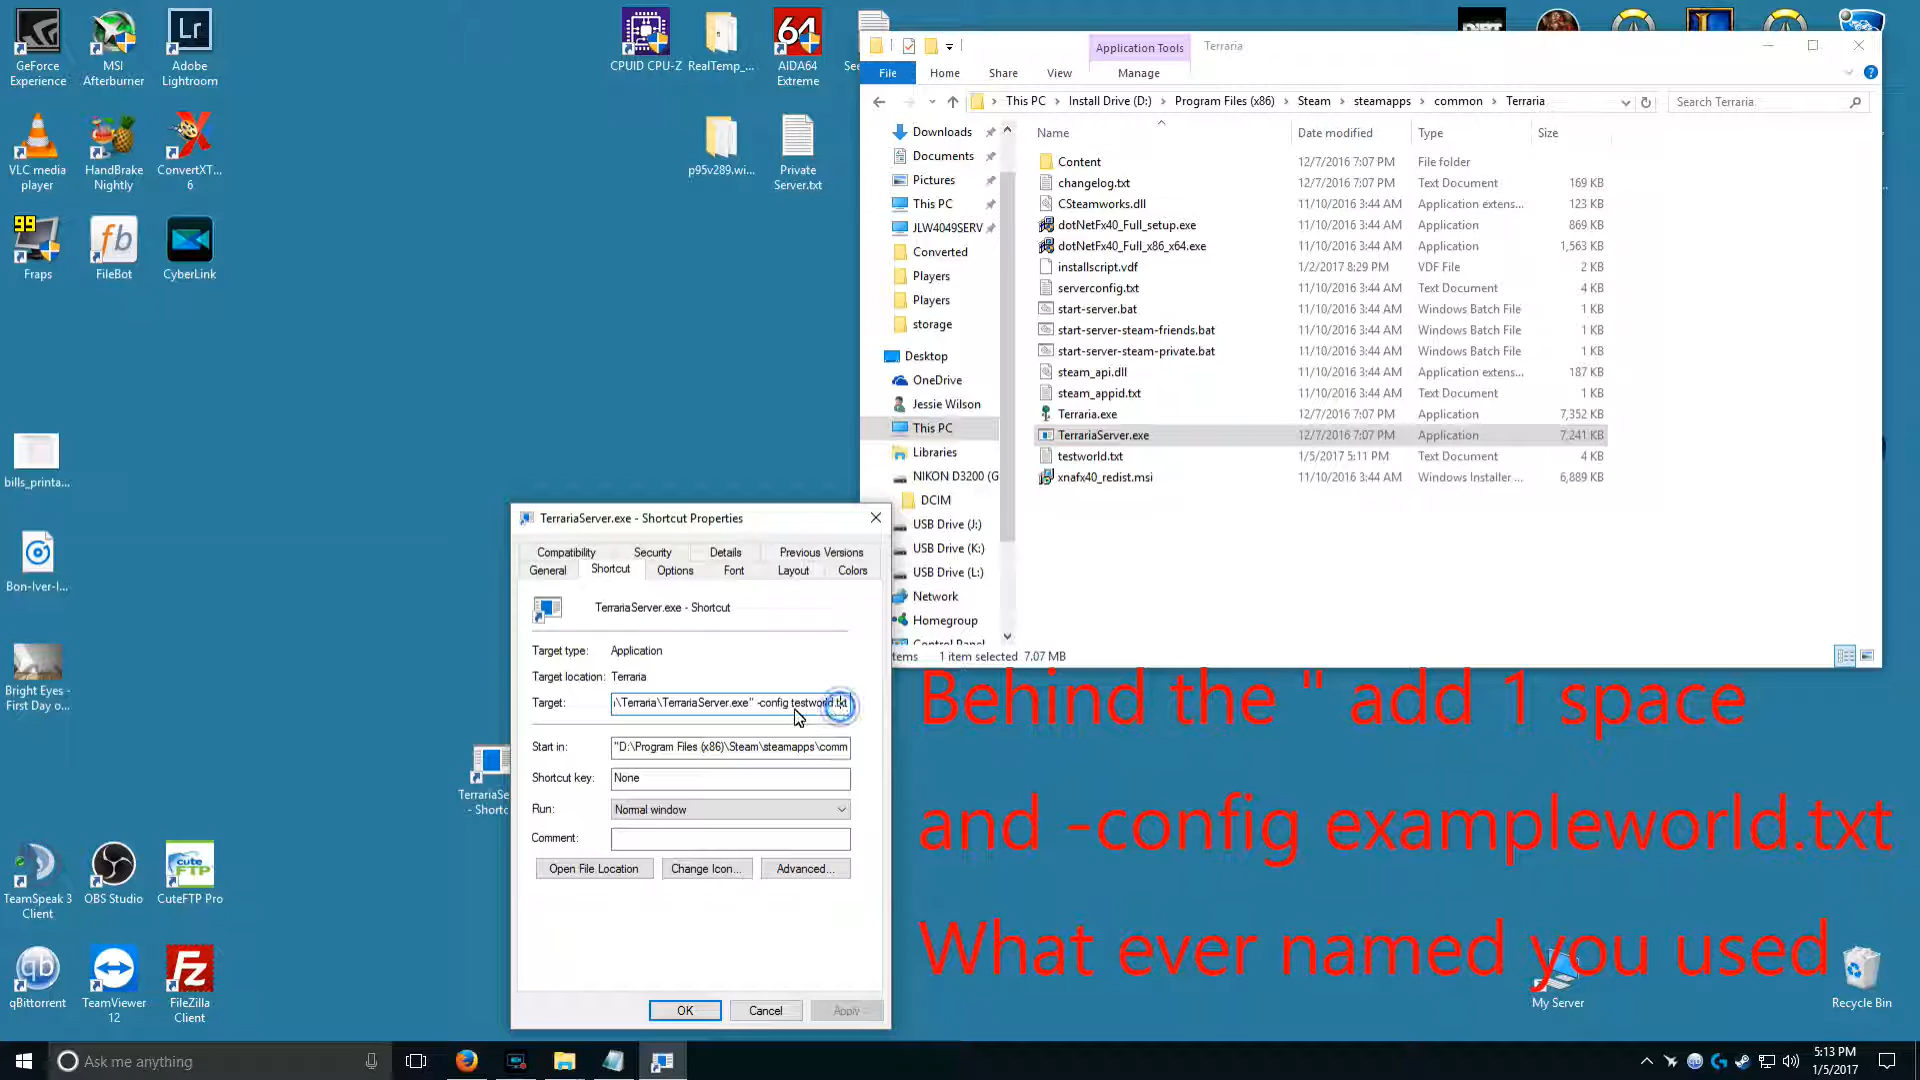 GeForce
Experience
MSI
Afterburner
Adobe
Lightroom
VLC media
player
HandBrake
Nightly
ConvertXT...
6
99
Fraps
FileBot
CyberLink
bills_printa...
Bon-Iver-I...
Bright Eyes -
First Day o...
TeamSpeak 3
Client
OBS Studio
CuteFTP Pro
qBittorrent
TeamViewer
12
FileZilla
Client
CPUID CPU-Z
RealTemp_...
64
AIDA64
Extreme
p95v289.wi...
Private
Server.txt
Application Tools
Terraria
File
Home
Share
View
Manage
This PC > Install Drive (D:) > Program Files (x86) > Steam > steamapps > common > Terraria
Search Terraria
Downloads
Documents
Pictures
This PC
JLW4049SERV
Converted
Players
Players
storage
Desktop
OneDrive
Jessie Wilson
This PC
Libraries
NIKON D3200 (G
DCIM
USB Drive (J:)
USB Drive (K:)
USB Drive (L:)
Network
Homegroup
Control Panel
Name Date modified Type Size
Content 12/7/2016 7:07 PM File folder
changelog.txt 12/7/2016 7:07 PM Text Document 169 KB
CSteamworks.dll 11/10/2016 3:44 AM Application extens... 123 KB
dotNetFx40_Full_setup.exe 11/10/2016 3:44 AM Application 869 KB
dotNetFx40_Full_x86_x64.exe 11/10/2016 3:44 AM Application 1,563 KB
installscript.vdf 1/2/2017 8:29 PM VDF File 2 KB
serverconfig.txt 11/10/2016 3:44 AM Text Document 4 KB
start-server.bat 11/10/2016 3:44 AM Windows Batch File 1 KB
start-server-steam-friends.bat 11/10/2016 3:44 AM Windows Batch File 1 KB
start-server-steam-private.bat 11/10/2016 3:44 AM Windows Batch File 1 KB
steam_api.dll 11/10/2016 3:44 AM Application extens... 187 KB
steam_appid.txt 11/10/2016 3:44 AM Text Document 1 KB
Terraria.exe 12/7/2016 7:07 PM Application 7,352 KB
TerrariaServer.exe 12/7/2016 7:07 PM Application 7,241 KB
testworld.txt 1/5/2017 5:11 PM Text Document 4 KB
xnafx40_redist.msi 11/10/2016 3:44 AM Windows Installer ... 6,889 KB
tems 1 item selected 7.07 MB
TerrariaSe
- Shortc
TerrariaServer.exe - Shortcut Properties
Compatibility Security Details Previous Versions
General Shortcut Options Font Layout Colors
TerrariaServer.exe - Shortcut
Target type: Application
Target location: Terraria
Target: \Terraria\TerrariaServer.exe" -config testworld.txt
Start in: "D:\Program Files (x86)\Steam\steamapps\comm
Shortcut key: None
Run: Normal window
Comment:
Open File Location Change Icon... Advanced...
OK Cancel Apply
Behind the " add 1 space
and -config exampleworld.txt
What ever named you used
My Server
Recycle Bin
Ask me anything
5:13 PM
1/5/2017